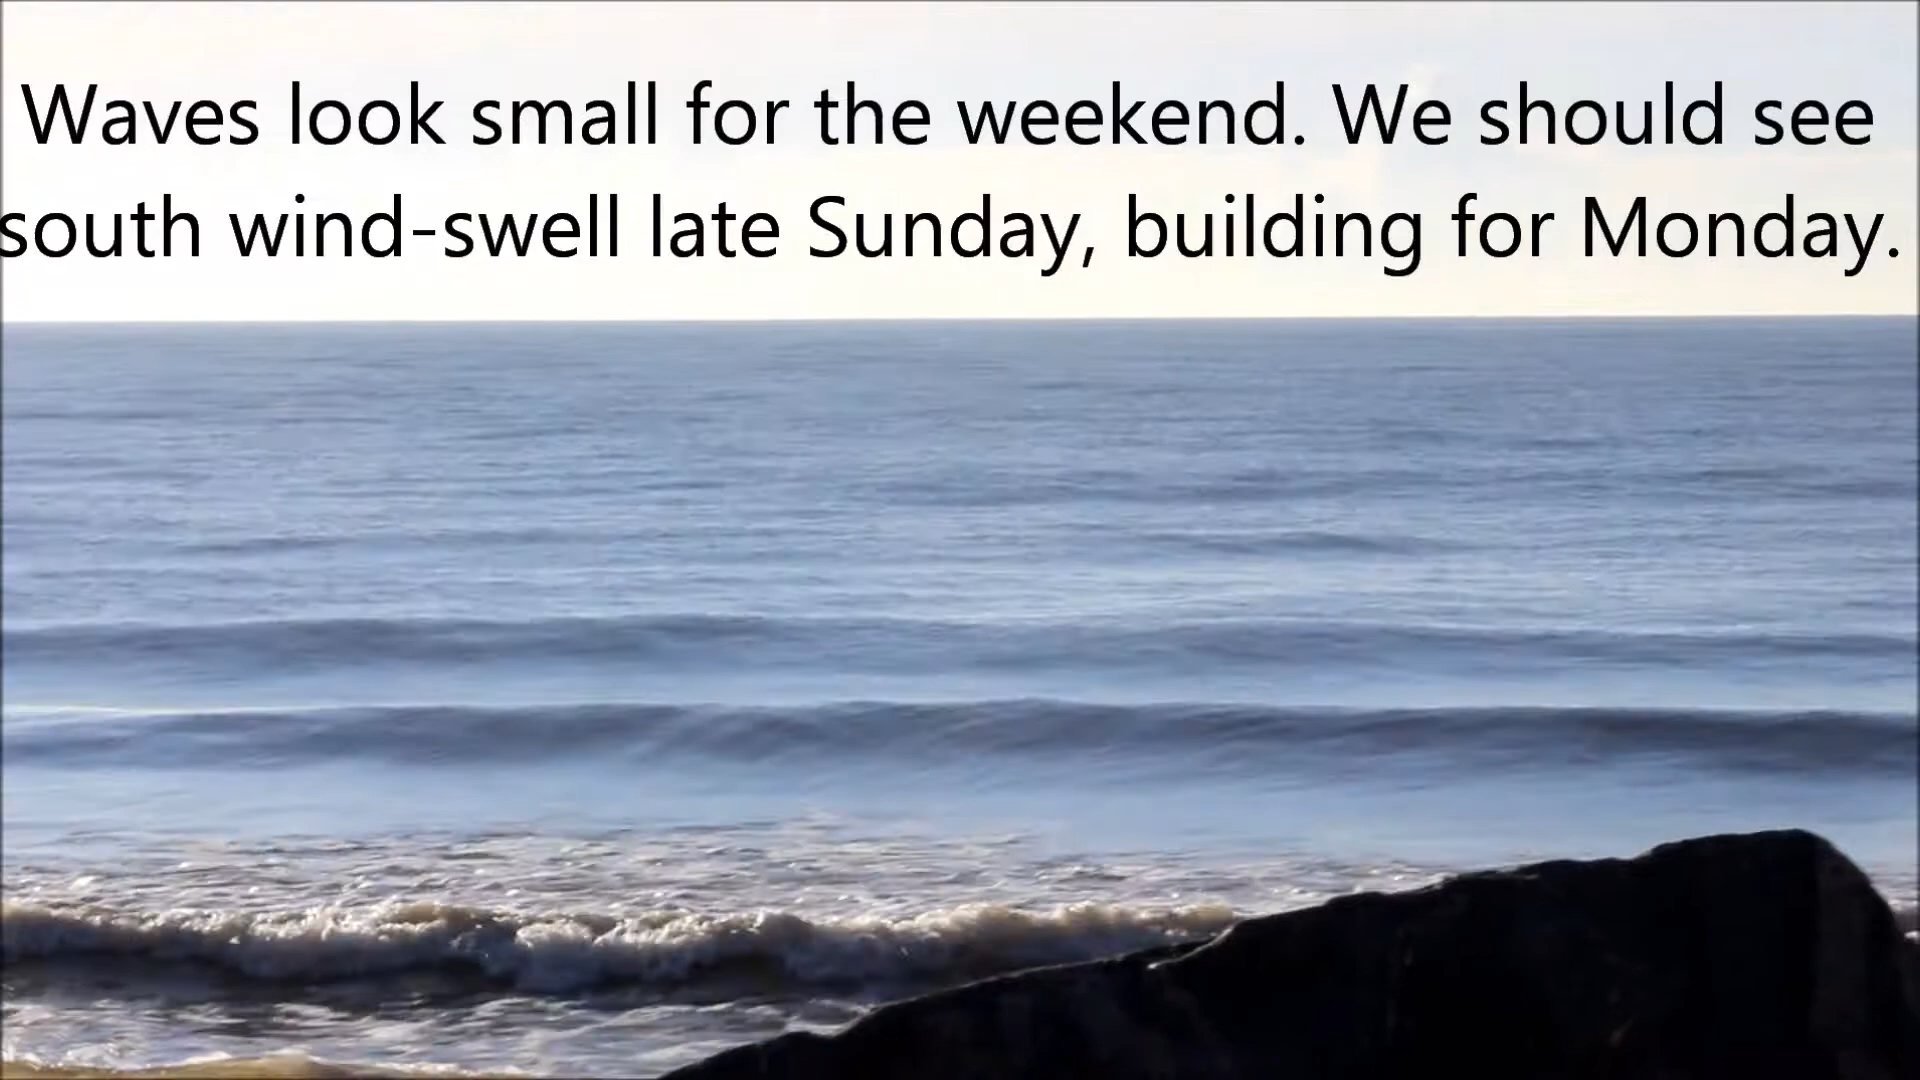 Waves look small for the weekend. We should see
south wind-swell late Sunday, building for Monday.